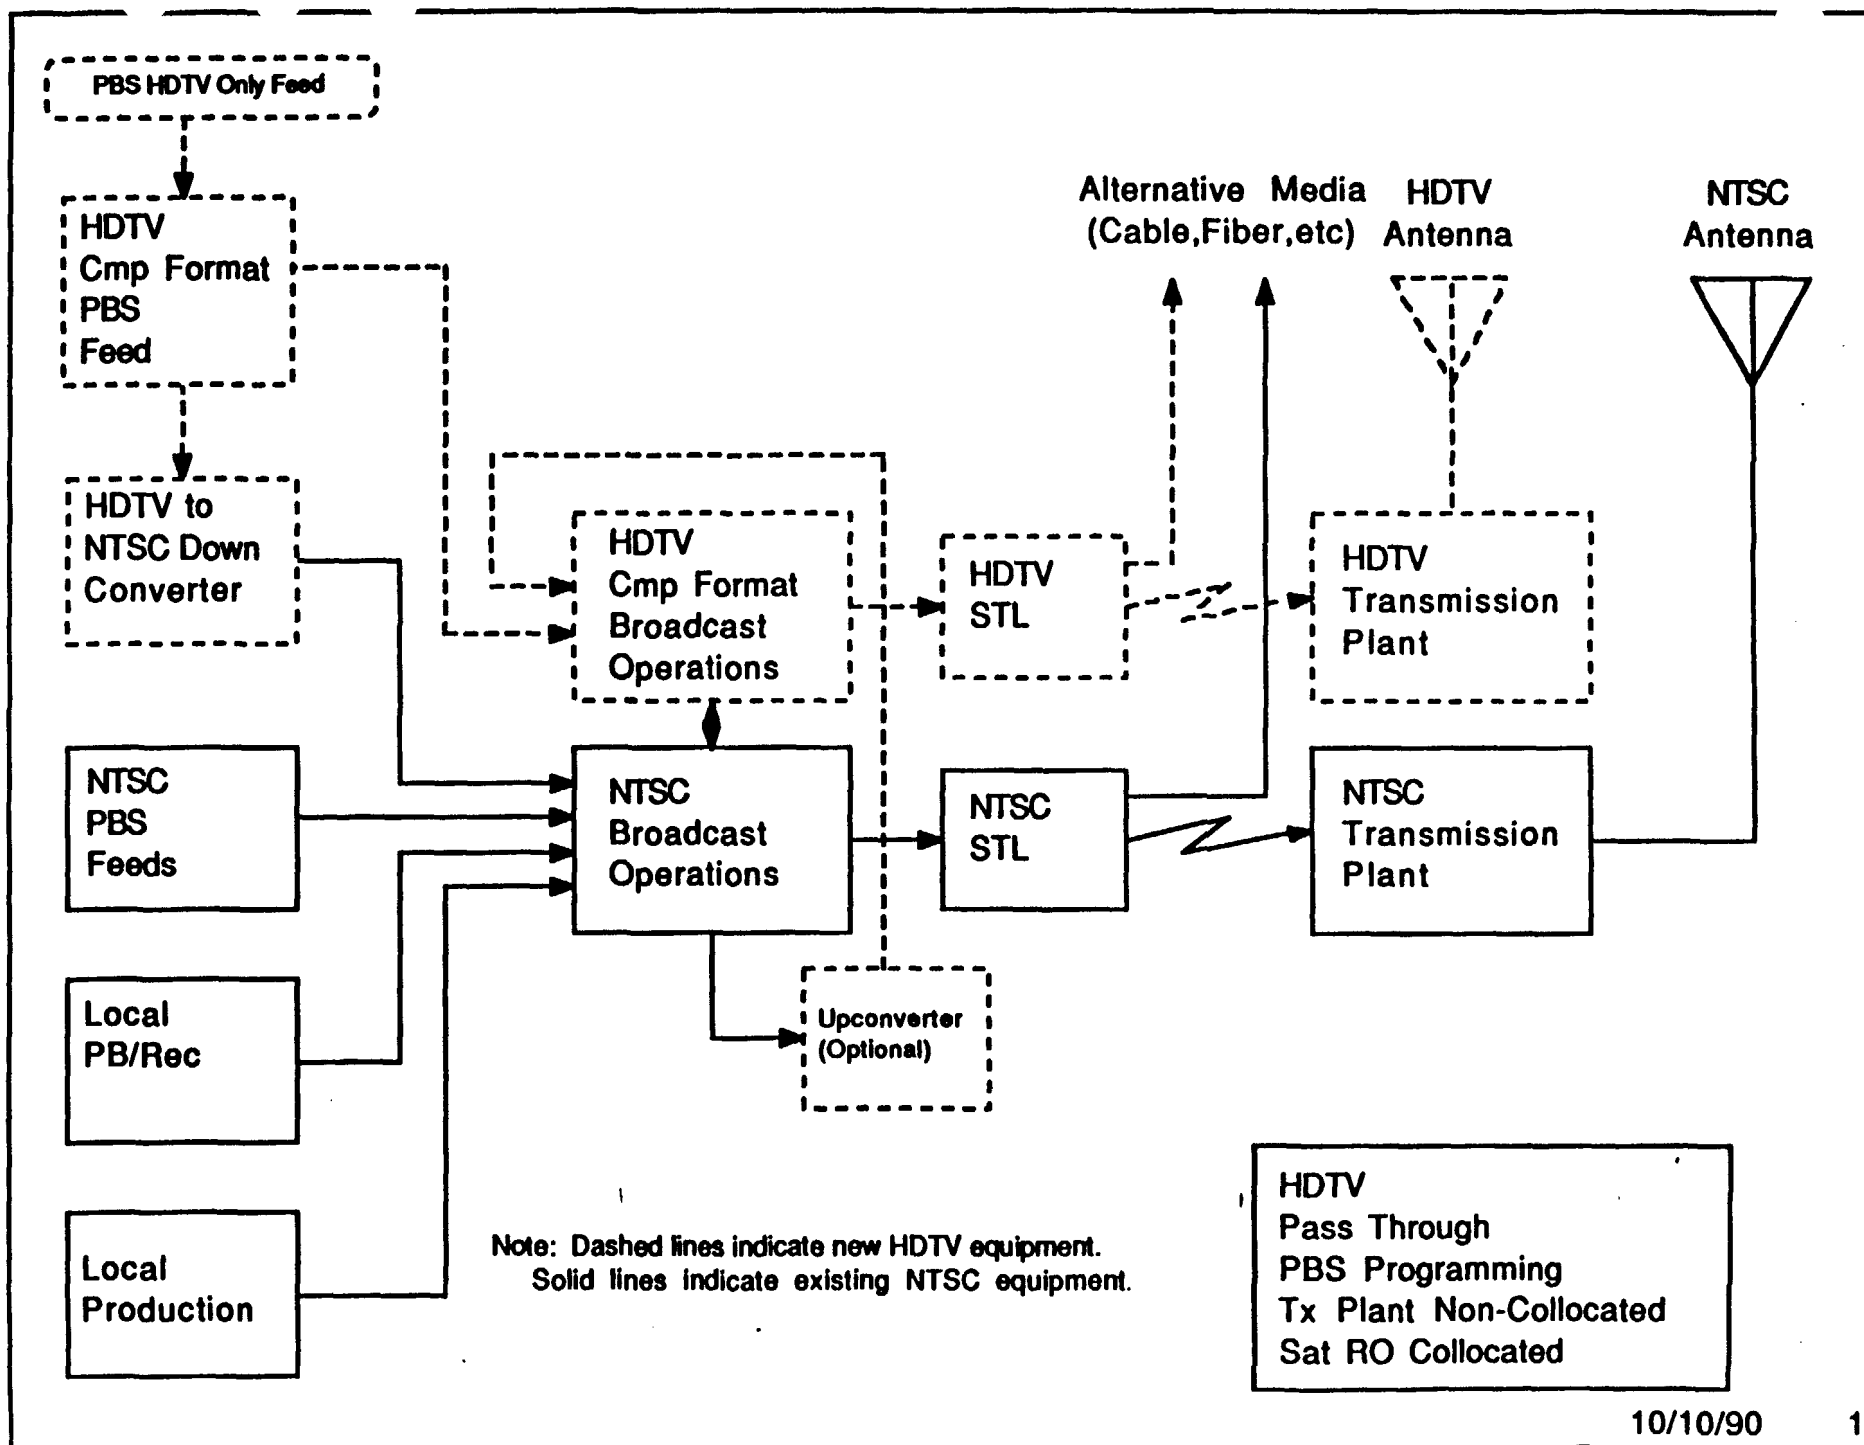 PBS HDTV Only Feed
HDTV
Cmp Format
PBS
Feed
HDTV to
NTSC Down
Converter
NTSC
PBS
Feeds
Local
PB/Rec
Local
Production
HDTV
Cmp Format
Broadcast
Operations
NTSC
Broadcast
Operations
Upconverter
(Optional)
HDTV
STL
NTSC
STL
Alternative Media
(Cable,Fiber,etc)
HDTV
Antenna
NTSC
Antenna
HDTV
Transmission
Plant
NTSC
Transmission
Plant
Note: Dashed lines indicate new HDTV equipment.
Solid lines indicate existing NTSC equipment.
HDTV
Pass Through
PBS Programming
Tx Plant Non-Collocated
Sat RO Collocated
10/10/90 1